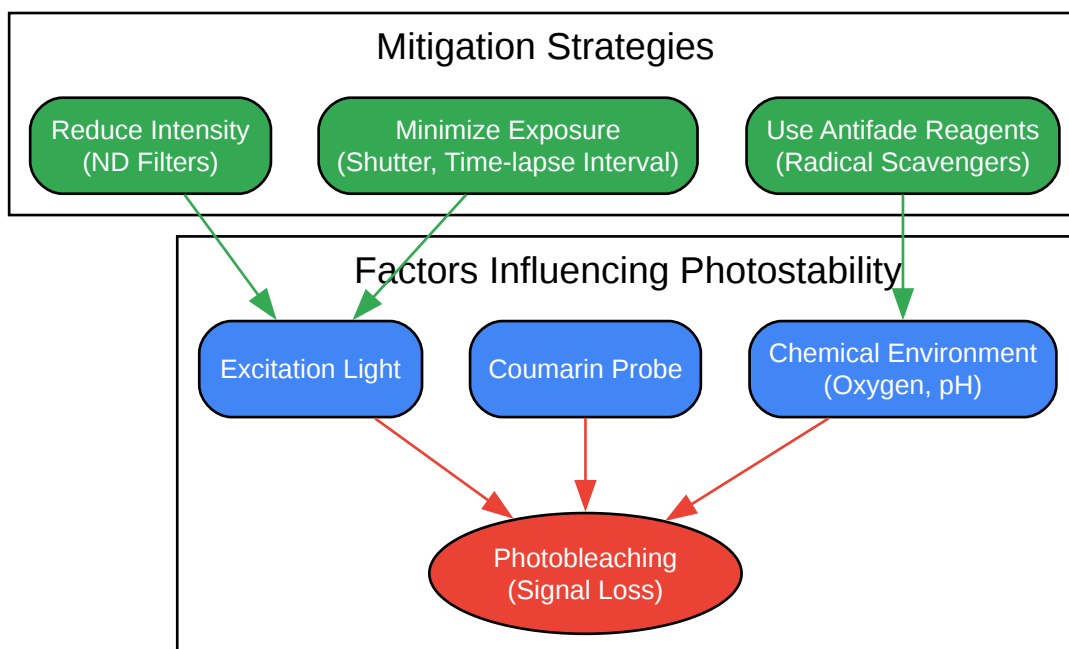 Mitigation Strategies
Reduce Intensity
(ND Filters)
Minimize Exposure
(Shutter, Time-lapse Interval)
Use Antifade Reagents
(Radical Scavengers)
Factors Influencing Photostability
Excitation Light
Coumarin Probe
Chemical Environment
(Oxygen, pH)
Photobleaching
(Signal Loss)